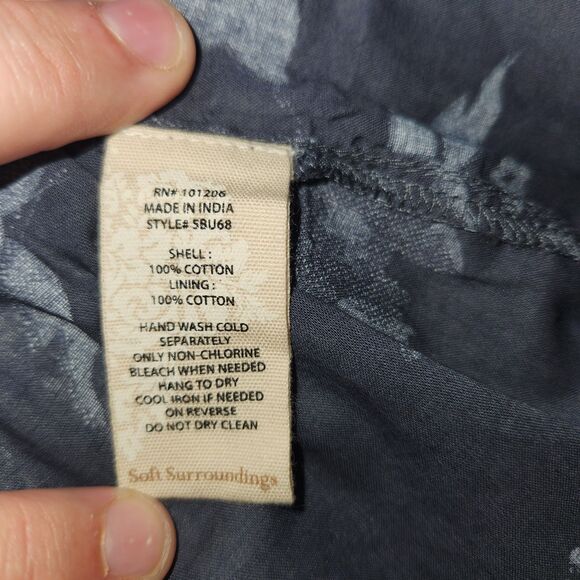 RN# 101206
MADE IN INDIA
STYLE# 5BU68
SHELL :
100% COTTON
LINING :
100% COTTON
HAND WASH COLD
SEPARATELY
ONLY NON-CHLORINE
BLEACH WHEN NEEDED
HANG TO DRY
COOL IRON IF NEEDED
ON REVERSE
DO NOT DRY CLEAN
Soft Surroundings